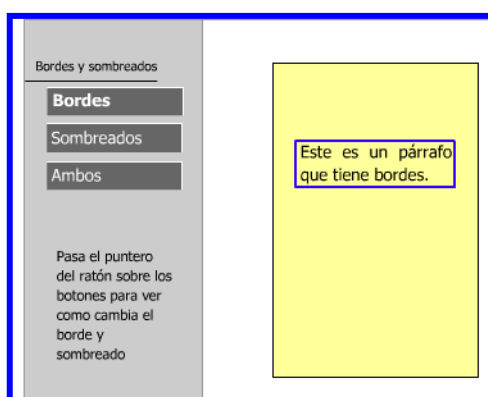 Bordes y sombreados
Bordes
Sombreados
Ambos
Pasa el puntero
del ratón sobre los
botones para ver
como cambia el
borde y
sombreado
Este es un párrafo
que tiene bordes.